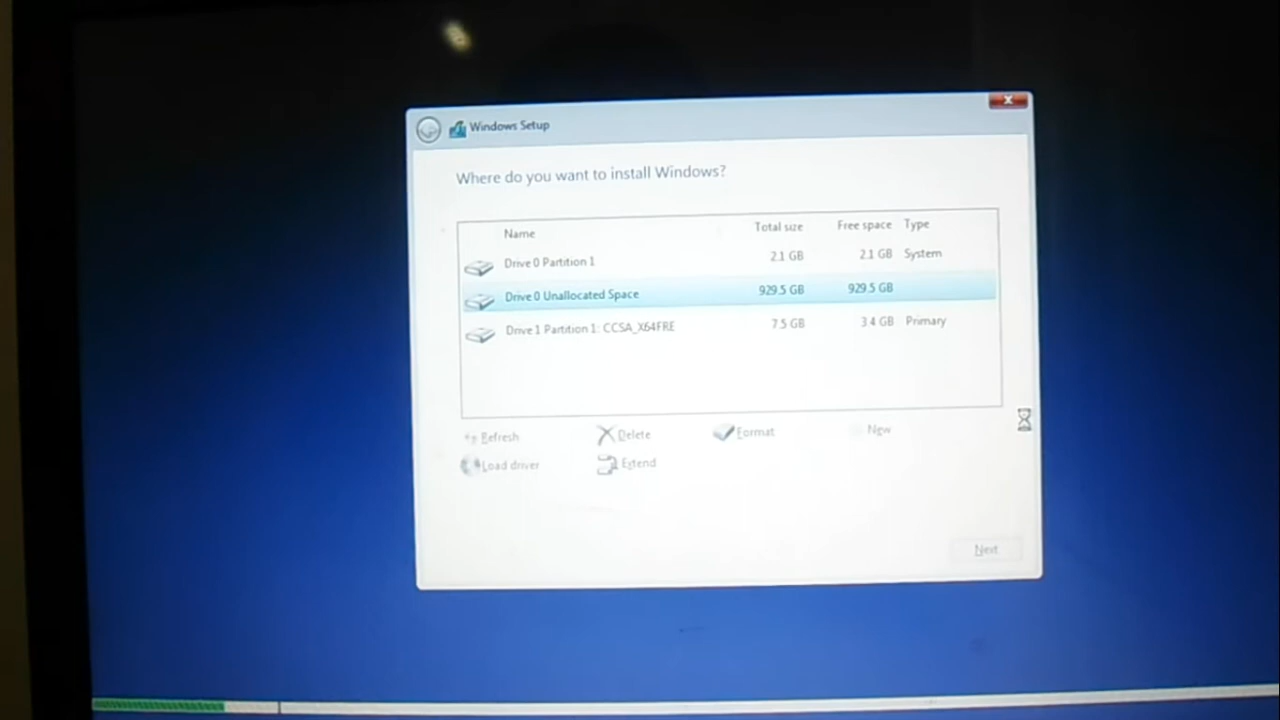 Windows Setup
Where do you want to install Windows?
Name Total size Free space Type
Drive 0 Partition 1 2.1 GB 2.1 GB System
Drive 0 Unallocated Space 929.5 GB 929.5 GB
Drive 1 Partition 1: CCSA_X64FRE 7.5 GB 3.4 GB Primary
Refresh Delete Format New
Load driver Extend
Next